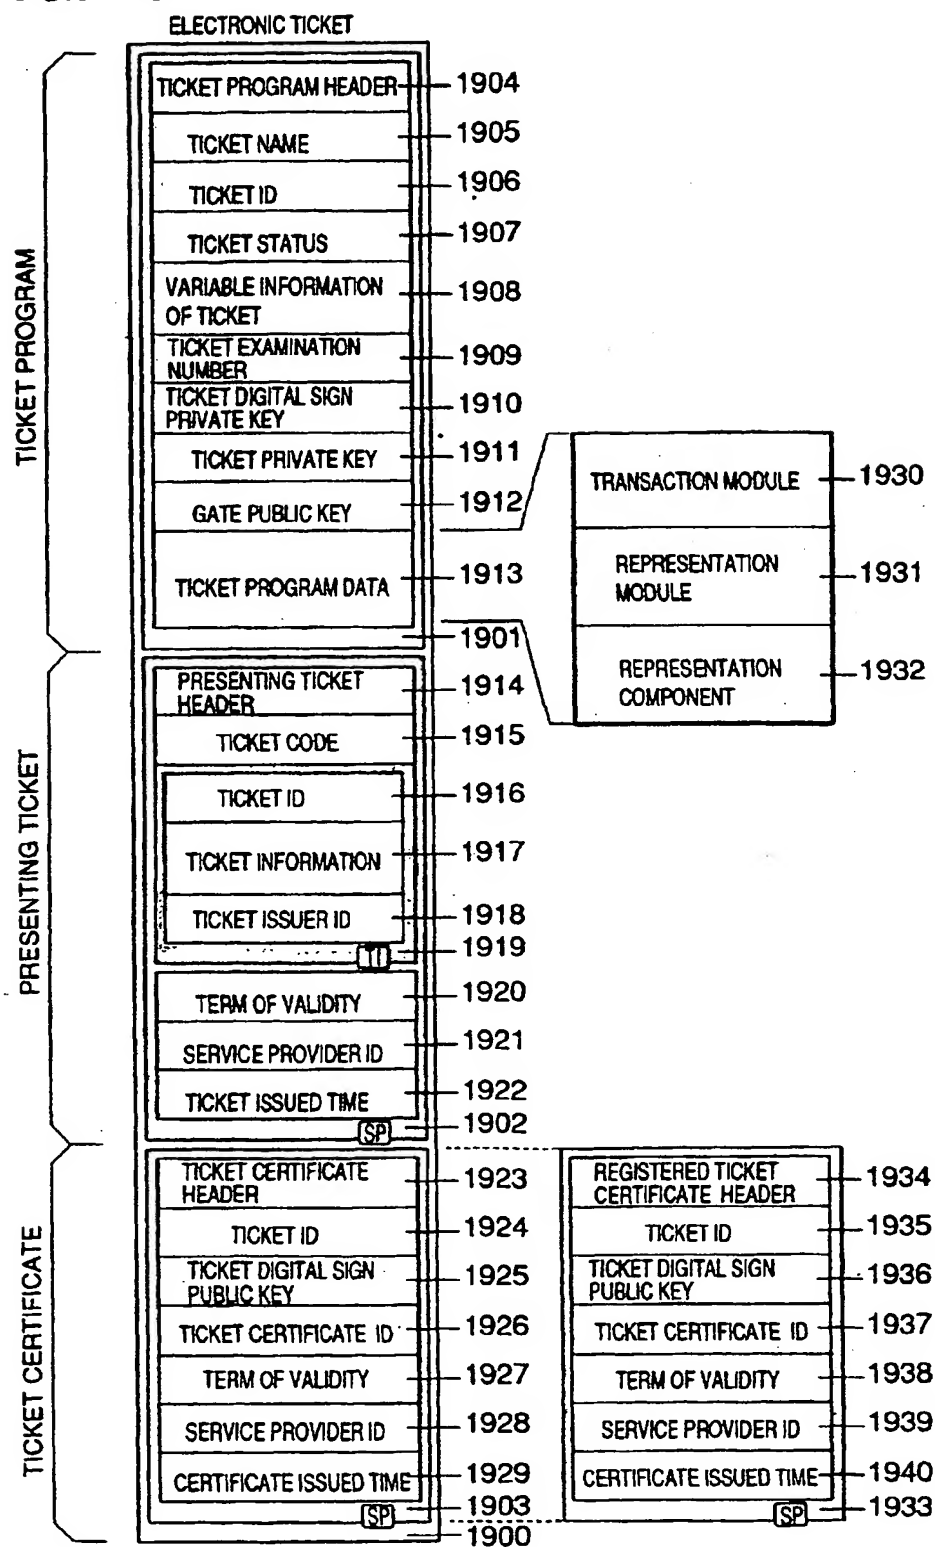 ELECTRONIC TICKET
TICKET PROGRAM
TICKET PROGRAM HEADER 1904
TICKET NAME 1905
TICKET ID 1906
TICKET STATUS 1907
VARIABLE INFORMATION
OF TICKET 1908
TICKET EXAMINATION
NUMBER 1909
TICKET DIGITAL SIGN
PRIVATE KEY 1910
TICKET PRIVATE KEY 1911
GATE PUBLIC KEY 1912
TICKET PROGRAM DATA 1913
1901
TRANSACTION MODULE 1930
REPRESENTATION
MODULE 1931
REPRESENTATION
COMPONENT 1932
PRESENTING TICKET
PRESENTING TICKET
HEADER 1914
TICKET CODE 1915
TICKET ID 1916
TICKET INFORMATION 1917
TICKET ISSUER ID 1918
1919
TERM OF VALIDITY 1920
SERVICE PROVIDER ID 1921
TICKET ISSUED TIME 1922
SP 1902
TICKET CERTIFICATE
TICKET CERTIFICATE
HEADER 1923
TICKET ID 1924
TICKET DIGITAL SIGN
PUBLIC KEY 1925
TICKET CERTIFICATE ID 1926
TERM OF VALIDITY 1927
SERVICE PROVIDER ID 1928
CERTIFICATE ISSUED TIME 1929
SP 1903
1900
REGISTERED TICKET
CERTIFICATE HEADER 1934
TICKET ID 1935
TICKET DIGITAL SIGN
PUBLIC KEY 1936
TICKET CERTIFICATE ID 1937
TERM OF VALIDITY 1938
SERVICE PROVIDER ID 1939
CERTIFICATE ISSUED TIME 1940
SP 1933